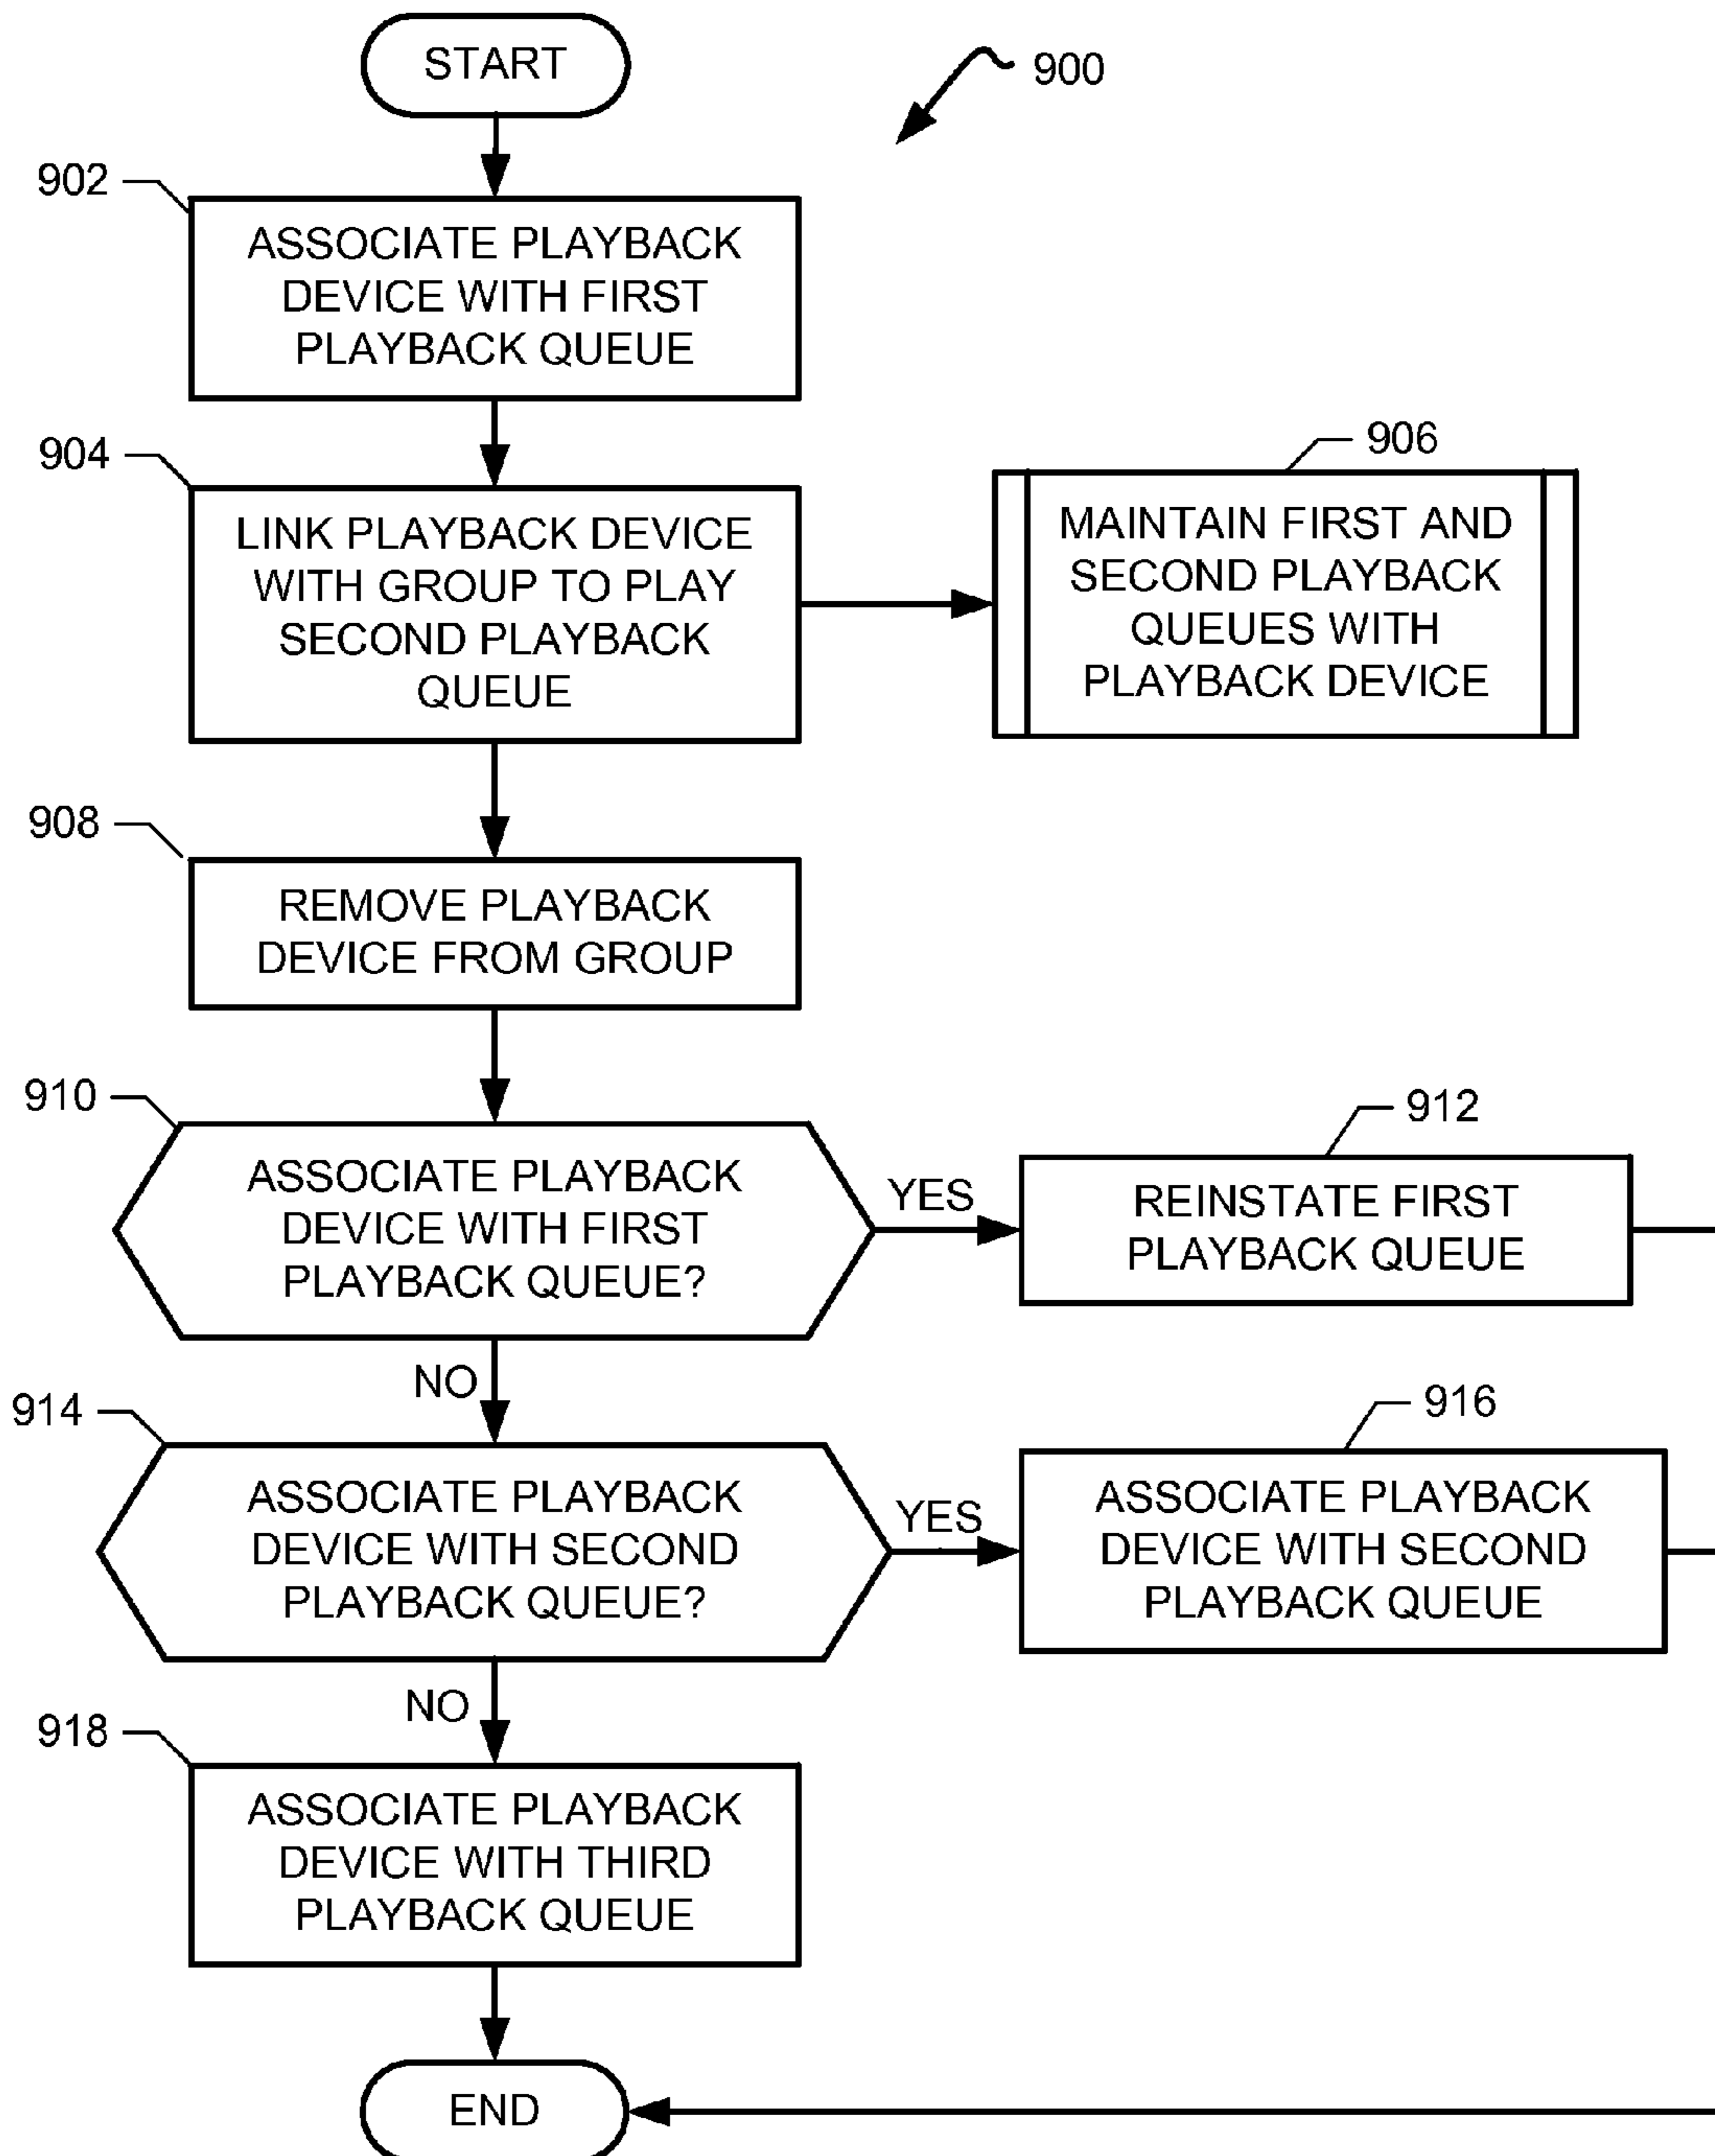 START
900
902
ASSOCIATE PLAYBACK
DEVICE WITH FIRST
PLAYBACK QUEUE
904
LINK PLAYBACK DEVICE
WITH GROUP TO PLAY
SECOND PLAYBACK
QUEUE
906
MAINTAIN FIRST AND
SECOND PLAYBACK
QUEUES WITH
PLAYBACK DEVICE
908
REMOVE PLAYBACK
DEVICE FROM GROUP
910
ASSOCIATE PLAYBACK
DEVICE WITH FIRST
PLAYBACK QUEUE?
YES
912
REINSTATE FIRST
PLAYBACK QUEUE
NO
914
ASSOCIATE PLAYBACK
DEVICE WITH SECOND
PLAYBACK QUEUE?
YES
916
ASSOCIATE PLAYBACK
DEVICE WITH SECOND
PLAYBACK QUEUE
NO
918
ASSOCIATE PLAYBACK
DEVICE WITH THIRD
PLAYBACK QUEUE
END